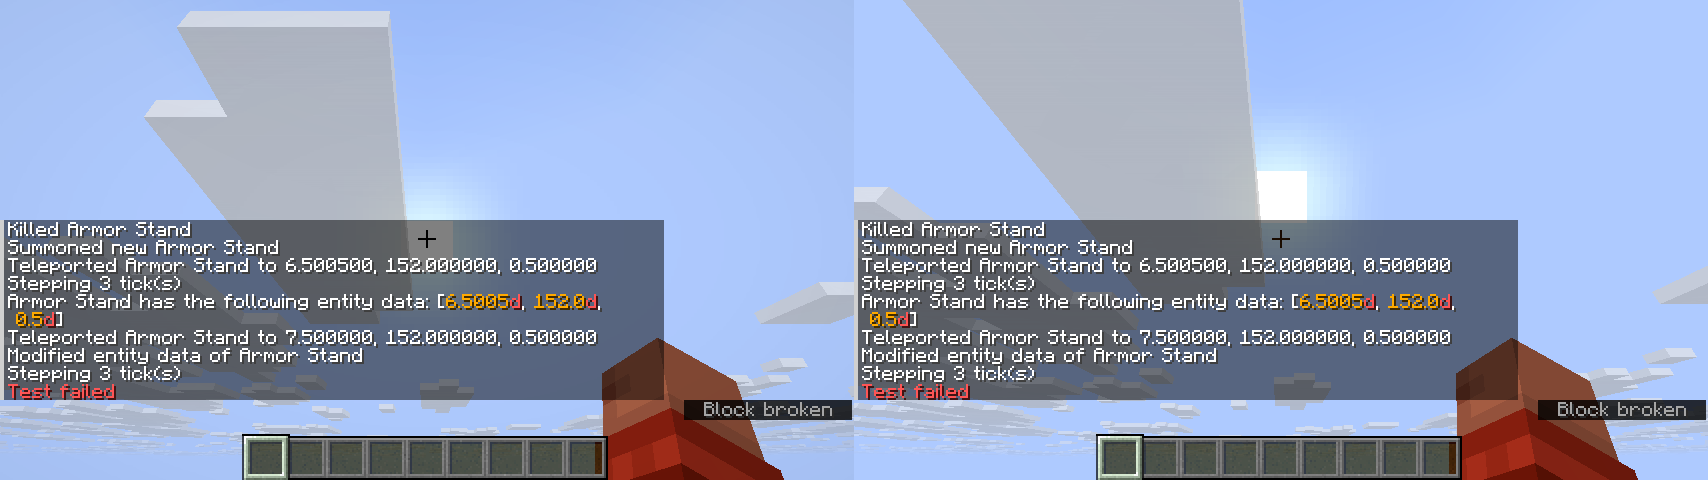 Killed Armor Stand
Summoned new Armor Stand
Teleported Armor Stand to 6.500500, 152.000000, 0.500000
Stepping 3 tick(s)
Armor Stand has the following entity data: [6.5005d, 152.0d,
0.5d]
Teleported Armor Stand to 7.500000, 152.000000, 0.500000
Modified entity data of Armor Stand
Stepping 3 tick(s)
Test failed
Block broken
Killed Armor Stand
Summoned new Armor Stand
Teleported Armor Stand to 6.500500, 152.000000, 0.500000
Stepping 3 tick(s)
Armor Stand has the following entity data: [6.5005d, 152.0d,
0.5d]
Teleported Armor Stand to 7.500000, 152.000000, 0.500000
Modified entity data of Armor Stand
Stepping 3 tick(s)
Test failed
Block broken